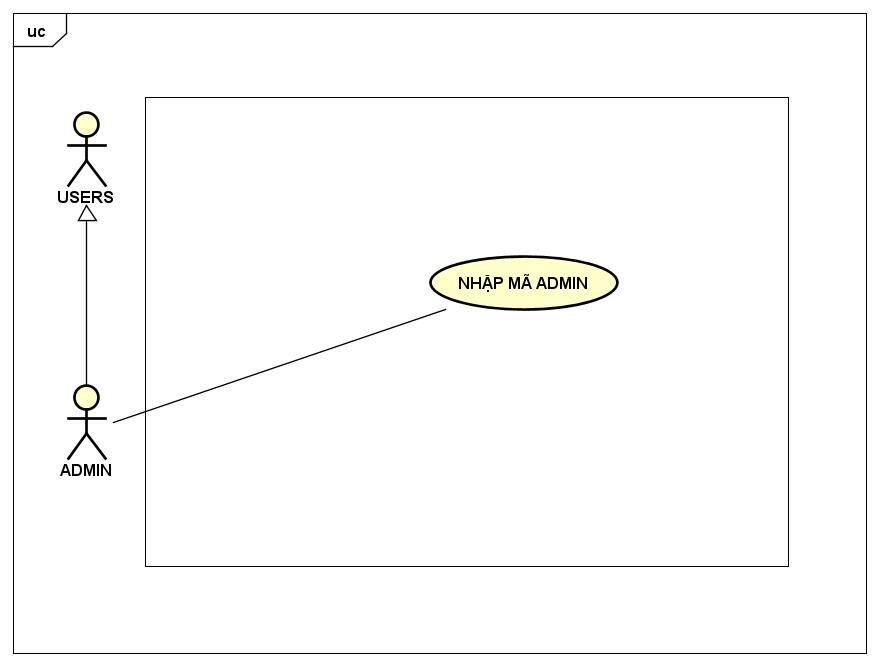 uc
USERS
NHẬP MÃ ADMIN
ADMIN